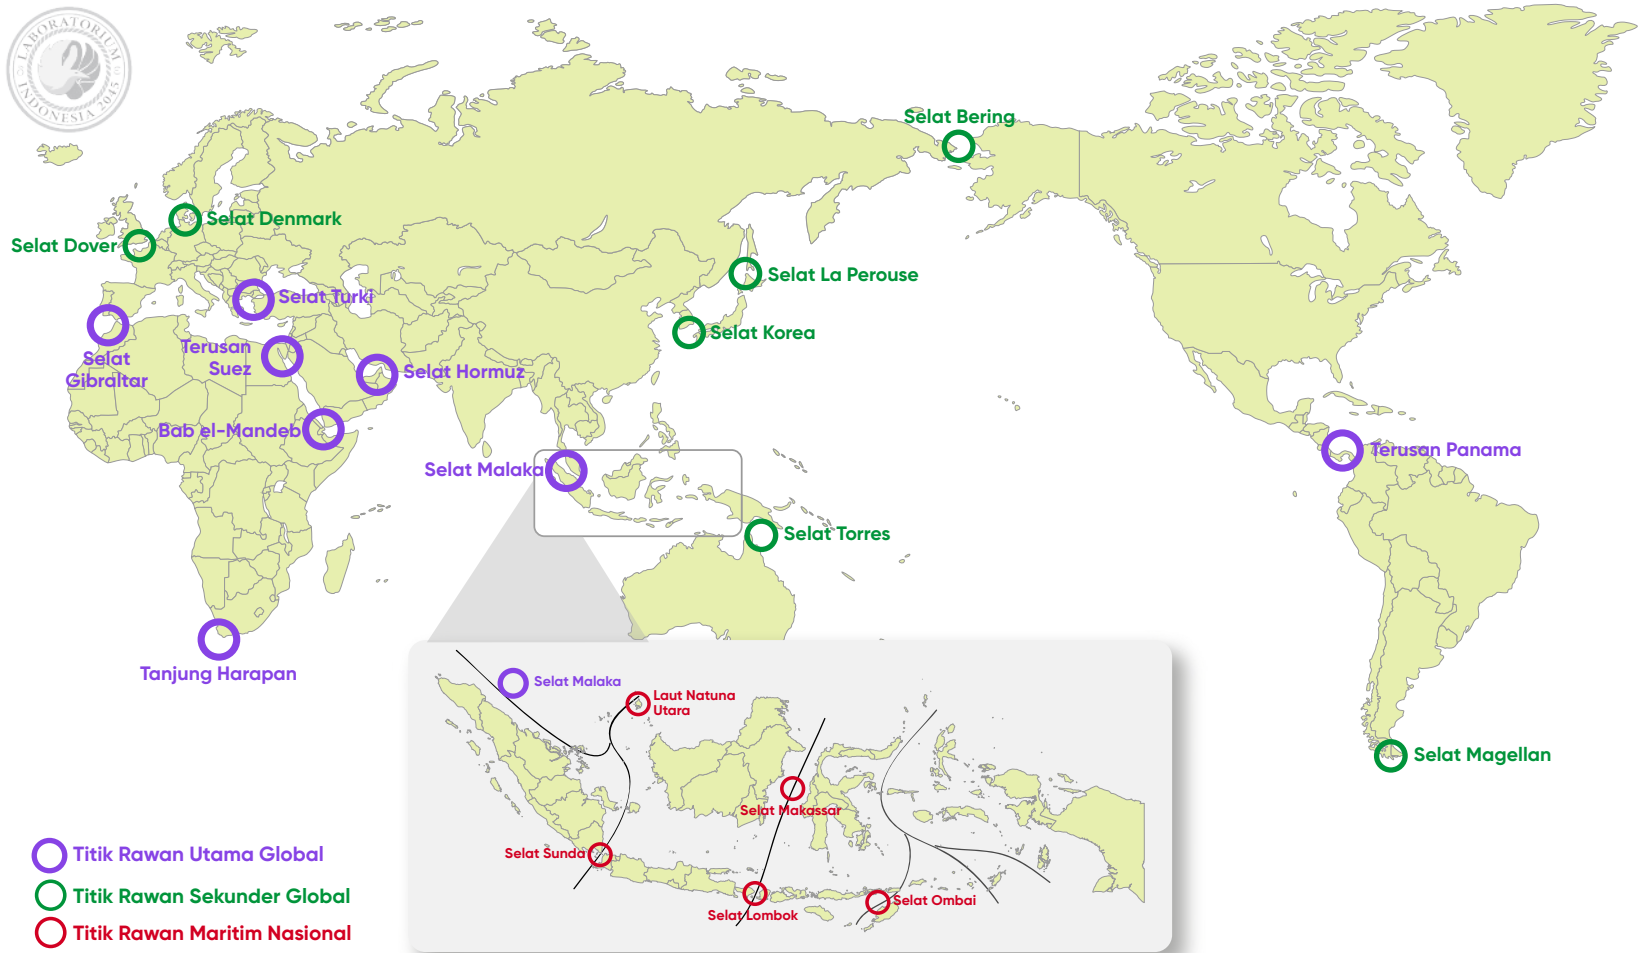 LABORATORIUM
INDONESIA 2045
Selat Bering
Selat Denmark
Selat Dover
Selat La Perouse
Selat Turki
Selat Korea
Terusan
Suez
Selat
Gibraltar
Selat Hormuz
Bab el-Mandeb
Selat Malaka
Terusan Panama
Selat Torres
Tanjung Harapan
Selat Malaka
Laut Natuna
Utara
Selat Magellan
Selat Makassar
Selat Sunda
Selat Ombai
Selat Lombok
Titik Rawan Utama Global
Titik Rawan Sekunder Global
Titik Rawan Maritim Nasional